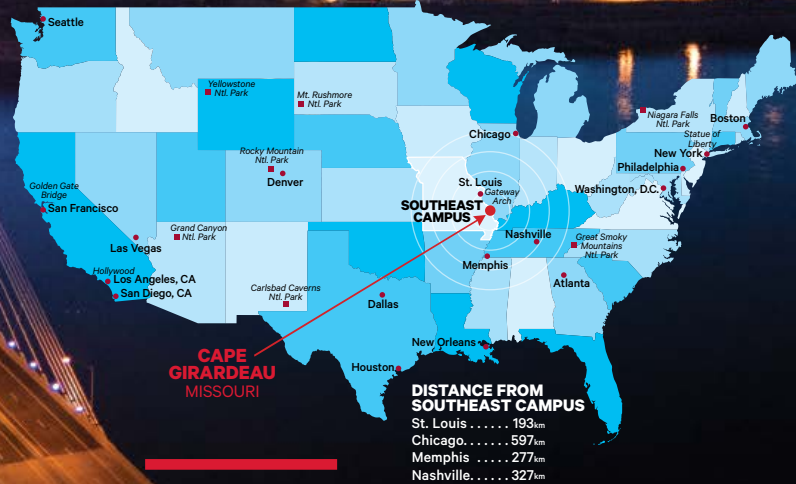 Seattle
Yellowstone
Ntl. Park
Mt. Rushmore
Ntl. Park
Niagara Falls
Ntl. Park
Boston
Chicago
Statue of
Liberty
New York
Rocky Mountain
Ntl. Park
Philadelphia
Denver
St. Louis
Washington, D.C.
Golden Gate
Bridge
Gateway
Arch
San Francisco
SOUTHEAST
CAMPUS
Grand Canyon
Ntl. Park
Nashville
Great Smoky
Mountains
Ntl. Park
Las Vegas
Memphis
Hollywood
Los Angeles, CA
San Diego, CA
Carlsbad Caverns
Ntl. Park
Atlanta
Dallas
New Orleans
CAPE
GIRARDEAU
MISSOURI
Houston
DISTANCE FROM
SOUTHEAST CAMPUS
St. Louis ...... 193km
Chicago....... 597km
Memphis ..... 277km
Nashville...... 327km